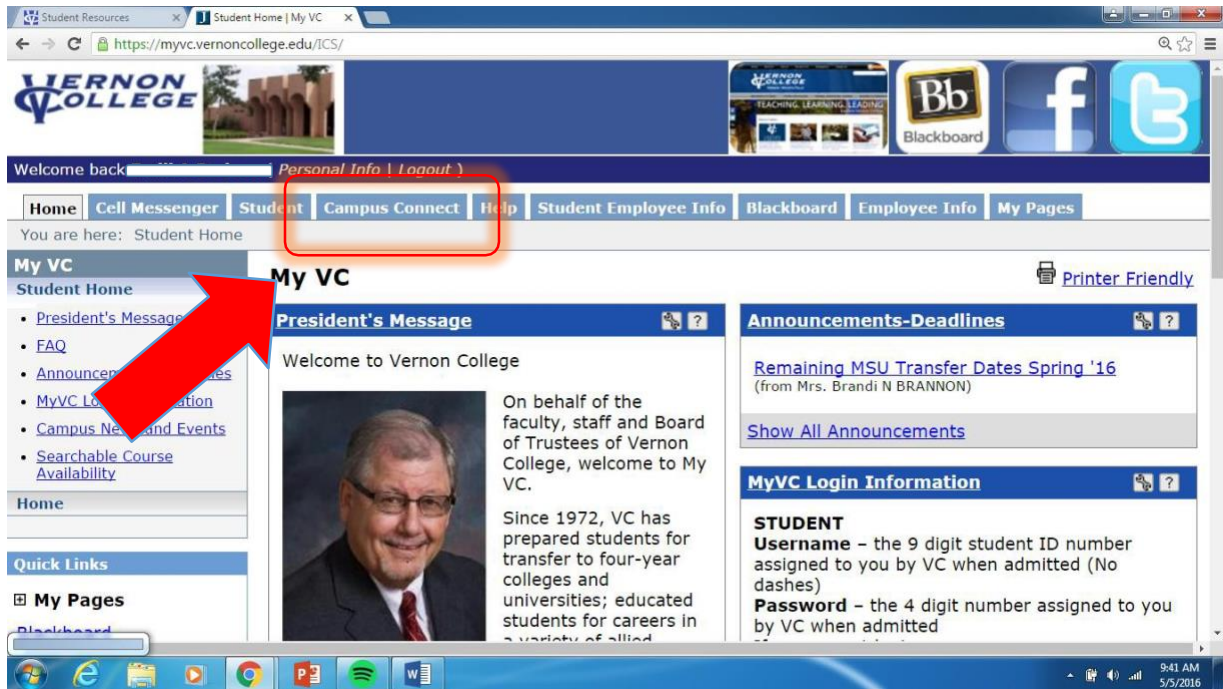 Student Resources
Student Home | My VC
https://myvc.vernoncollege.edu/ICS/
VERNON
COLLEGE
VERNON
COLLEGE
TEACHING. LEARNING. LEADING
Bb
Blackboard
f
t
Welcome back
Personal Info | Logout )
Home Cell Messenger Student Campus Connect Help Student Employee Info Blackboard Employee Info My Pages
You are here: Student Home
My VC
Student Home
• President's Message
• FAQ
•
• MyVC
• Campus and Events
• Searchable Course
Availability
Home
Quick Links
My Pages
Blackboard
My VC
Printer Friendly
President's Message ?
Welcome to Vernon College
On behalf of the
faculty, staff and Board
of Trustees of Vernon
College, welcome to My
VC.
Since 1972, VC has
prepared students for
transfer to four-year
colleges and
universities; educated
students for careers in
a variety of allied
Announcements-Deadlines ?
Remaining MSU Transfer Dates Spring '16
(from Mrs. Brandi N BRANNON)
Show All Announcements
MyVC Login Information ?
STUDENT
Username – the 9 digit student ID number
assigned to you by VC when admitted (No
dashes)
Password – the 4 digit number assigned to you
by VC when admitted
9:41 AM
5/5/2016